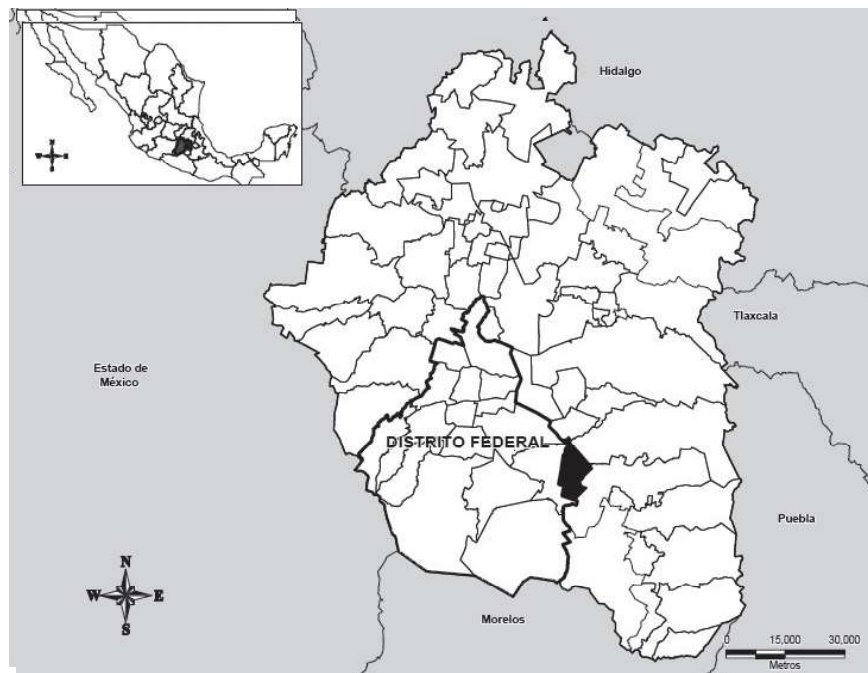 N
W E
S
Hidalgo
Tlaxcala
Estado de
México
DISTRITO FEDERAL
Puebla
N
W E
S
Morelos
0 15,000 30,000
Metros